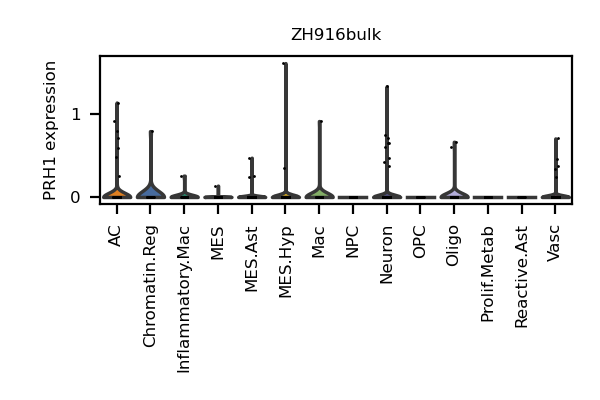 ZH916bulk
PRH1 expression
1
0
AC
Chromatin.Reg
Inflammatory.Mac
MES
MES.Ast
MES.Hyp
Mac
NPC
Neuron
OPC
Oligo
Prolif.Metab
Reactive.Ast
Vasc